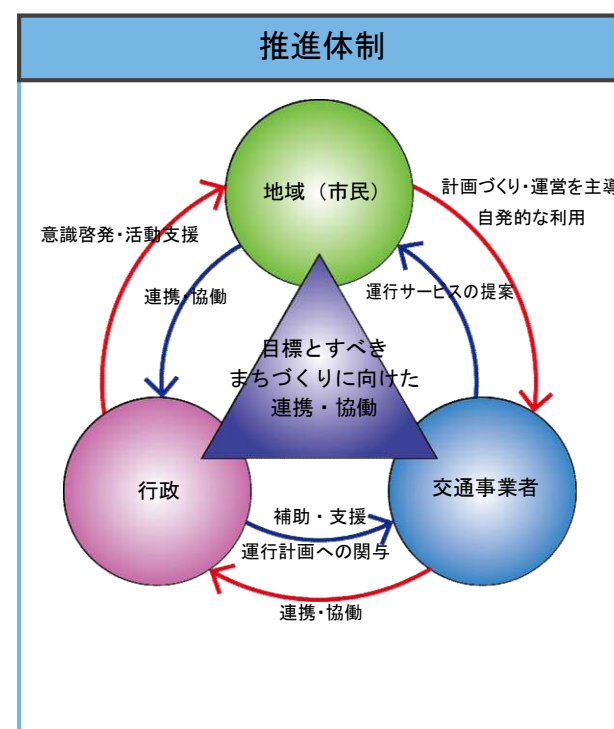 推進体制
地域（市民）
計画づくり・運営を主導
自発的な利用
意識啓発・活動支援
連携・協働
運行サービスの提案
目標とすべき
まちづくりに向けた
連携・協働
行政
交通事業者
補助・支援
運行計画への関与
連携・協働